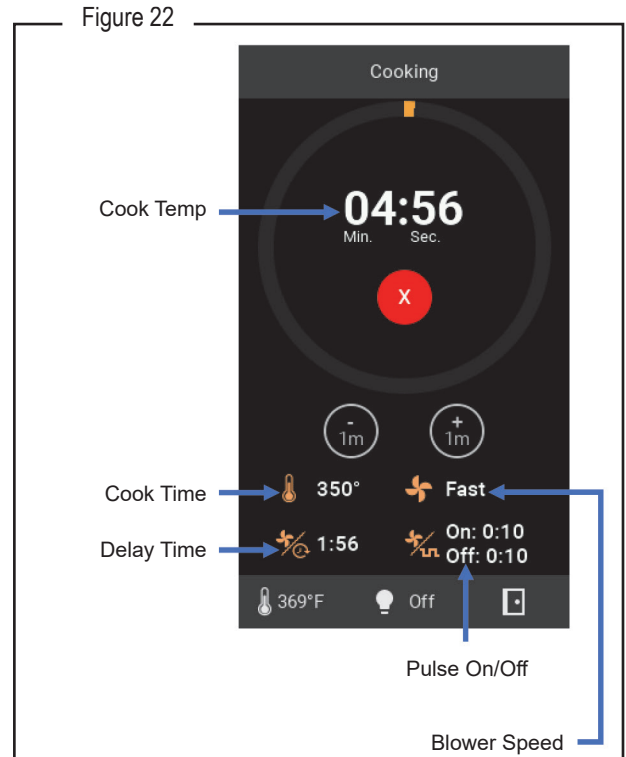 Figure 22
Cooking
Cook Temp
04:56
Min. Sec.
X
- +
1m 1m
Cook Time
350° Fast
Delay Time
1:56
On: 0:10
Off: 0:10
369°F Off
Pulse On/Off
Blower Speed